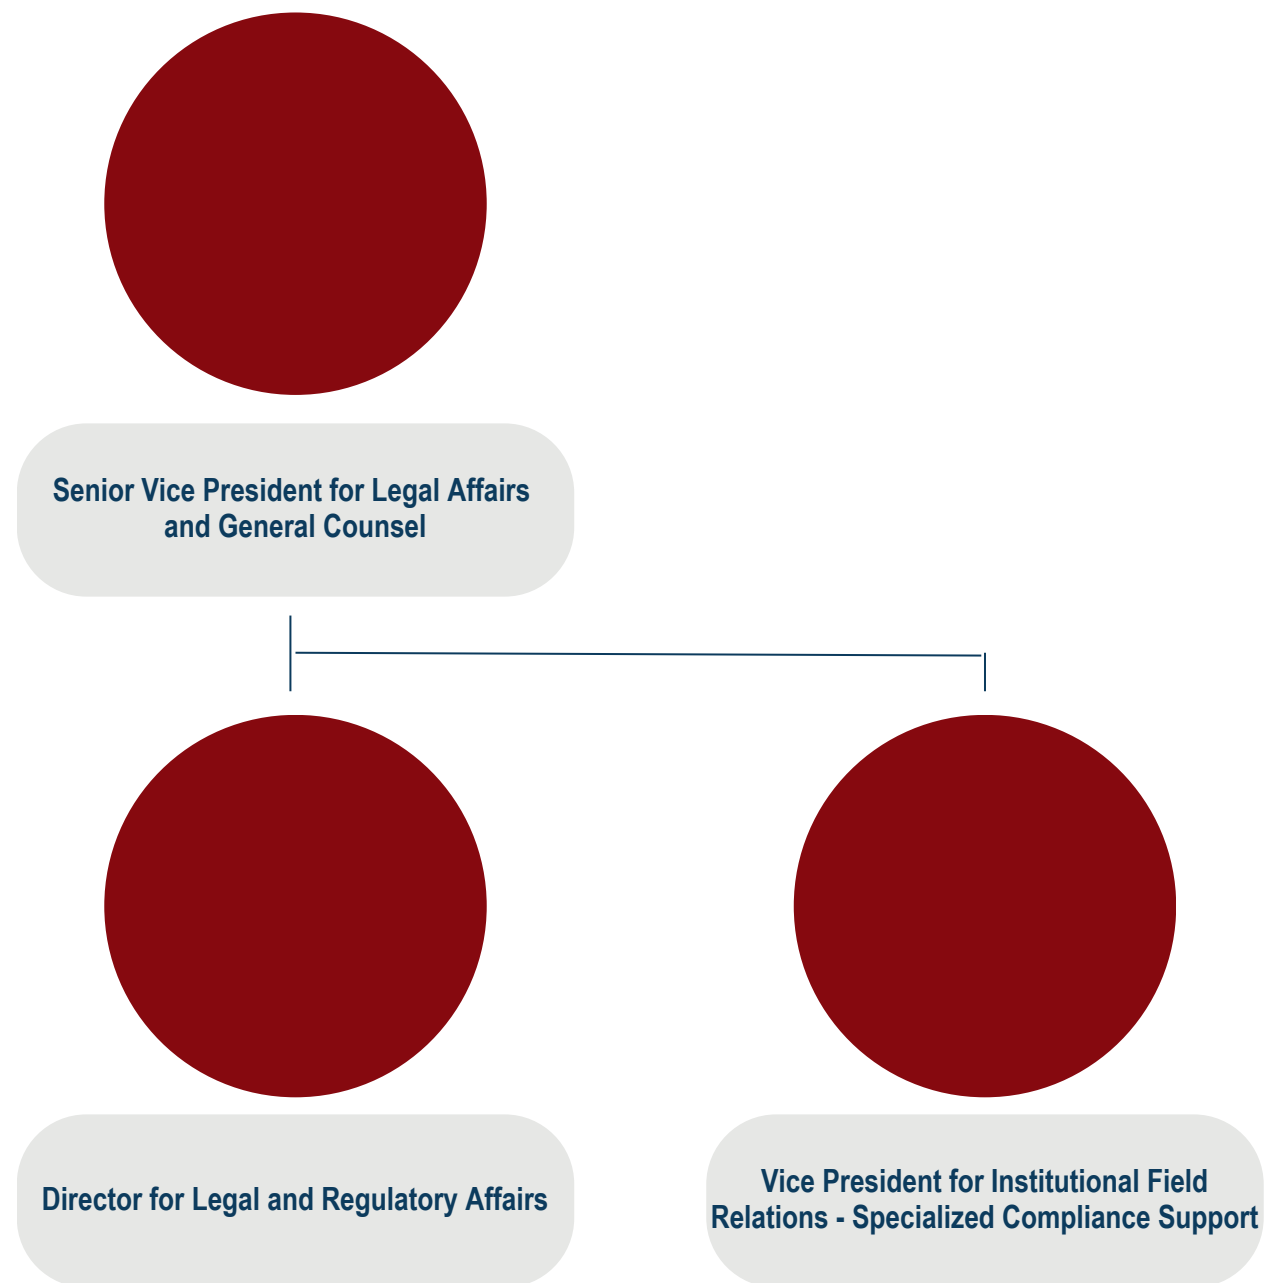 Senior Vice President for Legal Affairs
and General Counsel
Director for Legal and Regulatory Affairs
Vice President for Institutional Field
Relations - Specialized Compliance Support